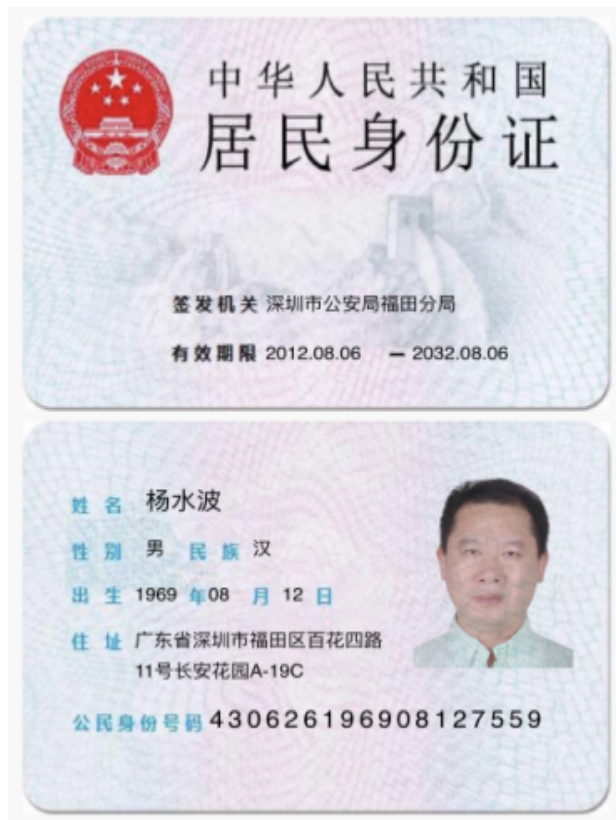 中华人民共和国
居民身份证
签发机关 深圳市公安局福田分局
有效期限 2012.08.06 — 2032.08.06
姓名 杨水波
性别 男 民族 汉
出生 1969 年08 月 12 日
住址 广东省深圳市福田区百花四路
11号长安花园A-19C
公民身份号码 430626196908127559